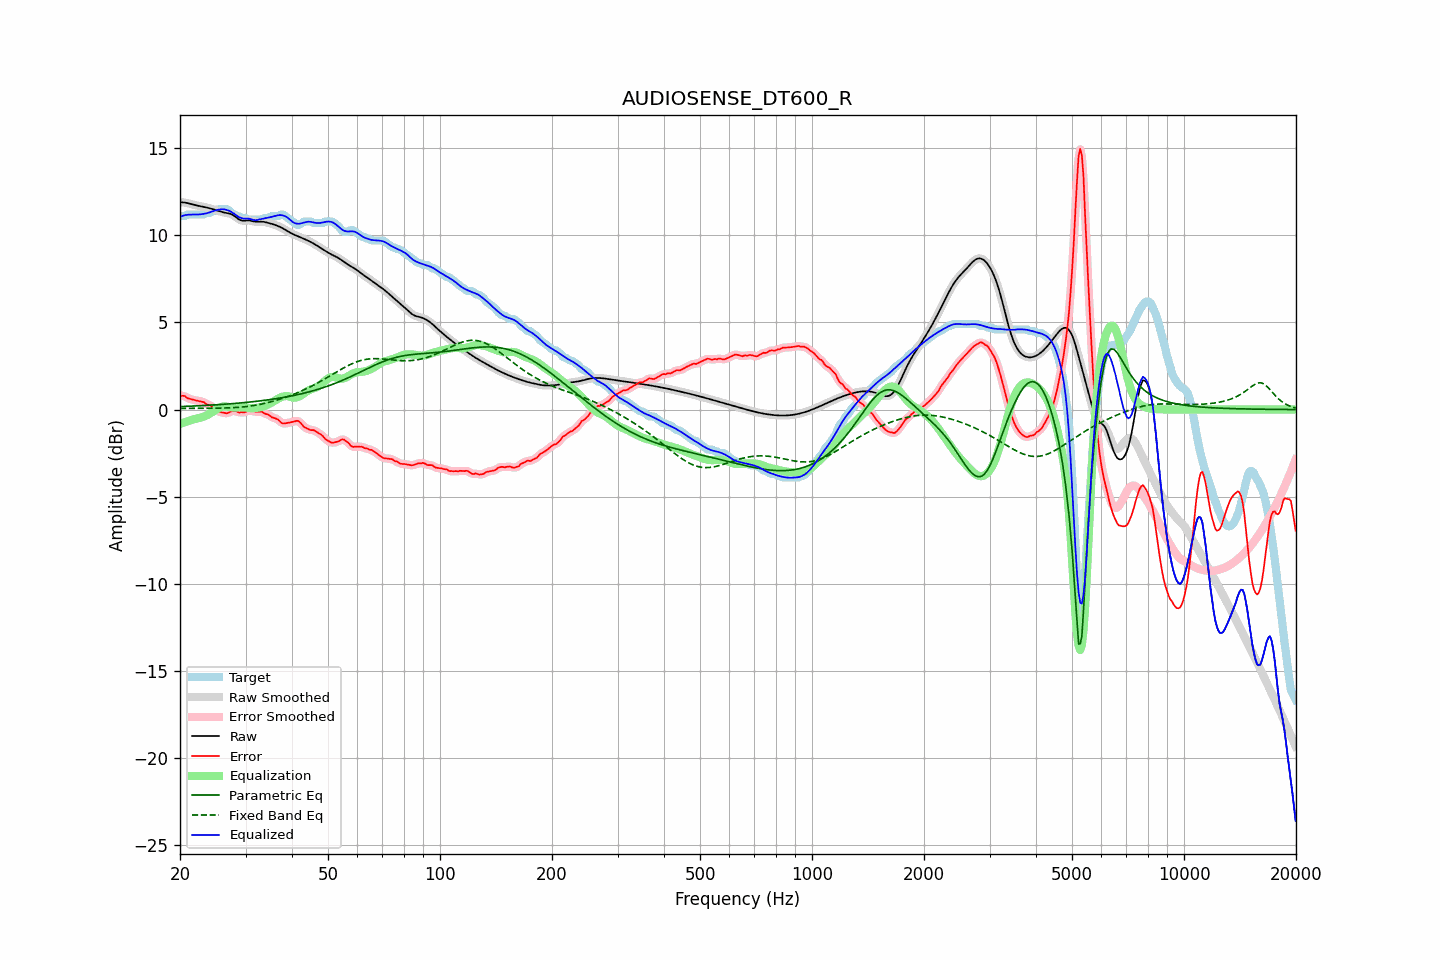 AUDIOSENSE_DT600_R
Amplitude (dBr)
15
10
5
0
−5
−10
−15
−20
−25
Target
Raw Smoothed
Error Smoothed
Raw
Error
Equalization
Parametric Eq
Fixed Band Eq
Equalized
20 50 100 200 500 1000 2000 5000 10000 20000
Frequency (Hz)